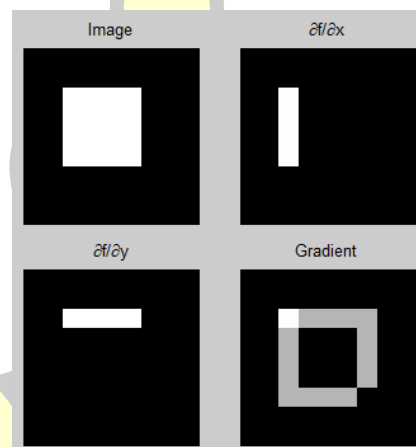 Image
∂f/∂x
∂f/∂y
Gradient